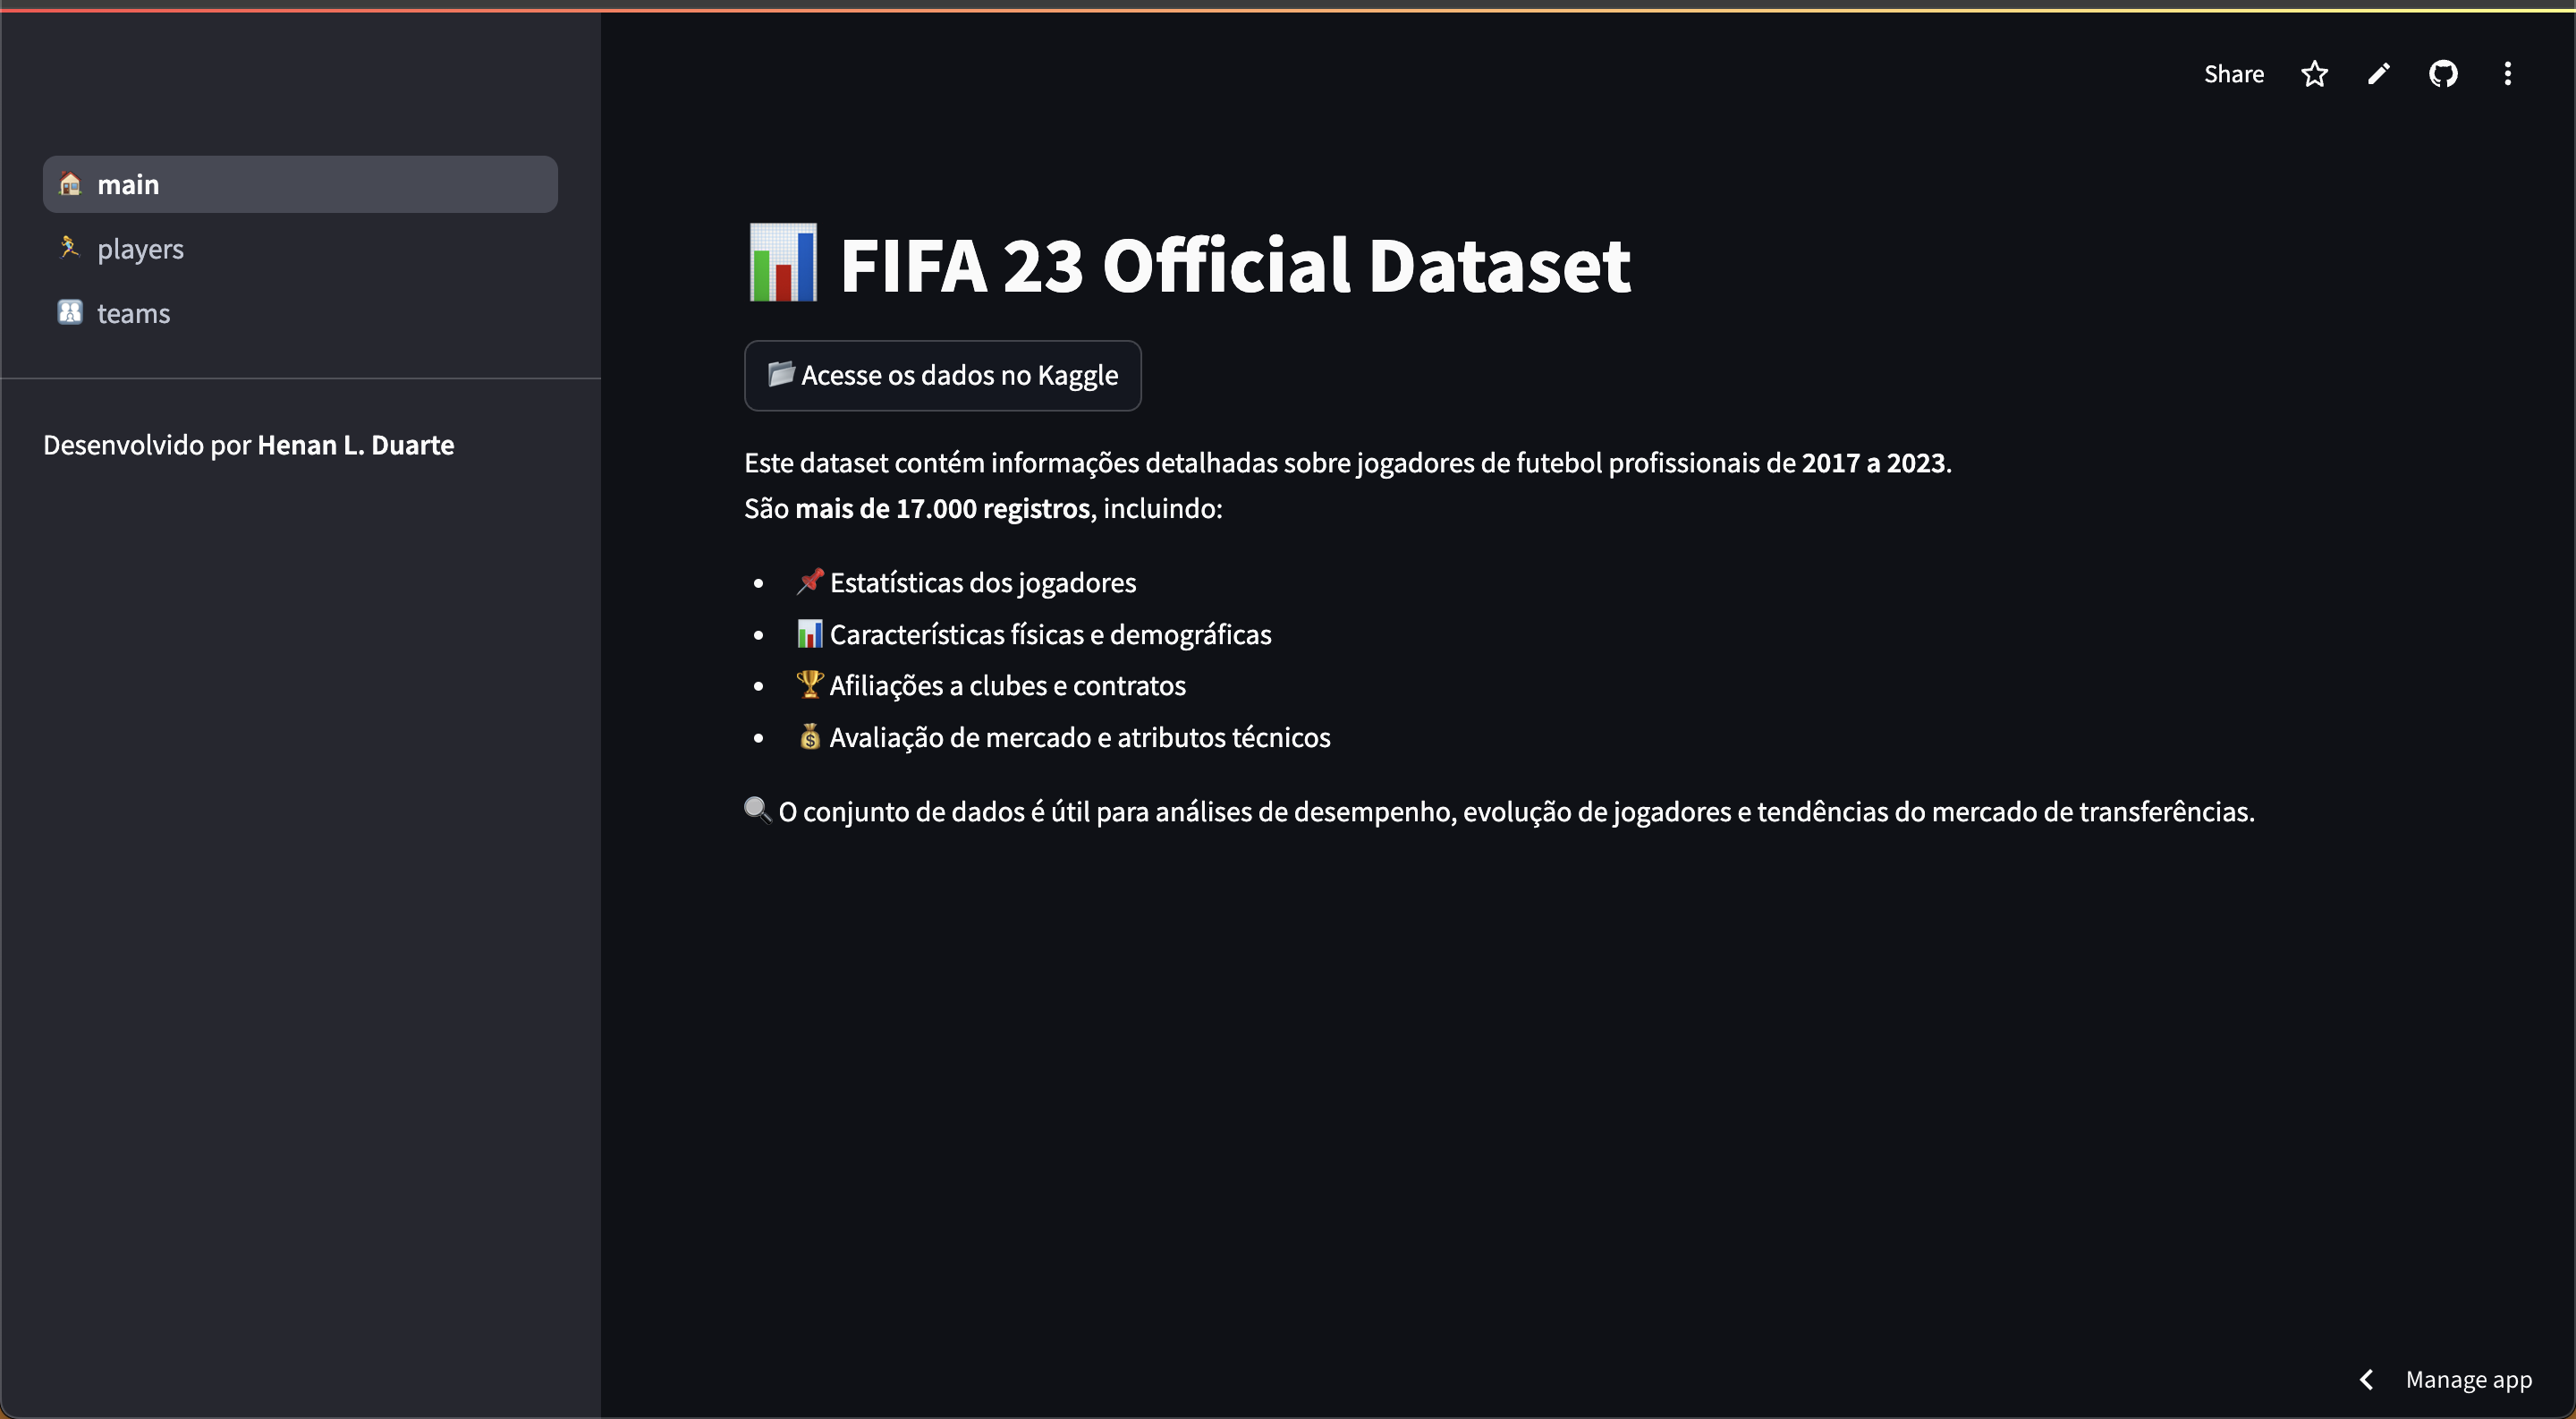 Share
main
players
teams
Desenvolvido por Henan L. Duarte
FIFA 23 Official Dataset
Acesse os dados no Kaggle
Este dataset contém informações detalhadas sobre jogadores de futebol profissionais de 2017 a 2023.
São mais de 17.000 registros, incluindo:
Estatísticas dos jogadores
Características físicas e demográficas
Afiliações a clubes e contratos
Avaliação de mercado e atributos técnicos
O conjunto de dados é útil para análises de desempenho, evolução de jogadores e tendências do mercado de transferências.
Manage app